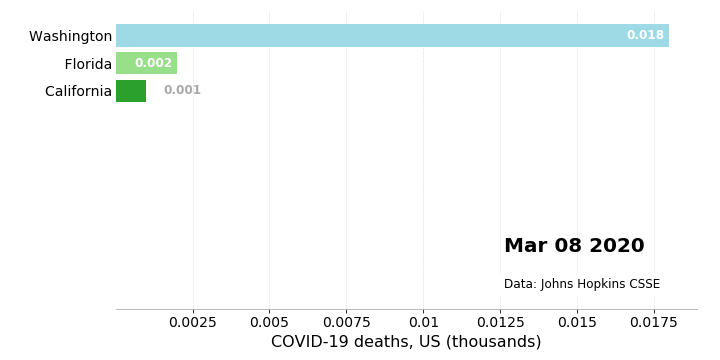 Washington 0.018
Florida 0.002
California 0.001
Mar 08 2020
Data: Johns Hopkins CSSE
0.0025 0.005 0.0075 0.01 0.0125 0.015 0.0175
COVID-19 deaths, US (thousands)